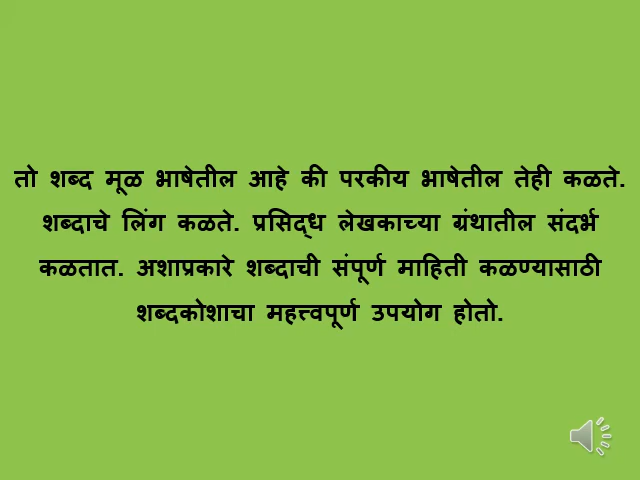 तो शब्द मूळ भाषेतील आहे की परकीय भाषेतील तेही कळते.
शब्दाचे लिंग कळते. प्रसिद्ध लेखकाच्या ग्रंथातील संदर्भ
कळतात. अशाप्रकारे शब्दाची संपूर्ण माहिती कळण्यासाठी
शब्दकोशाचा महत्त्वपूर्ण उपयोग होतो.